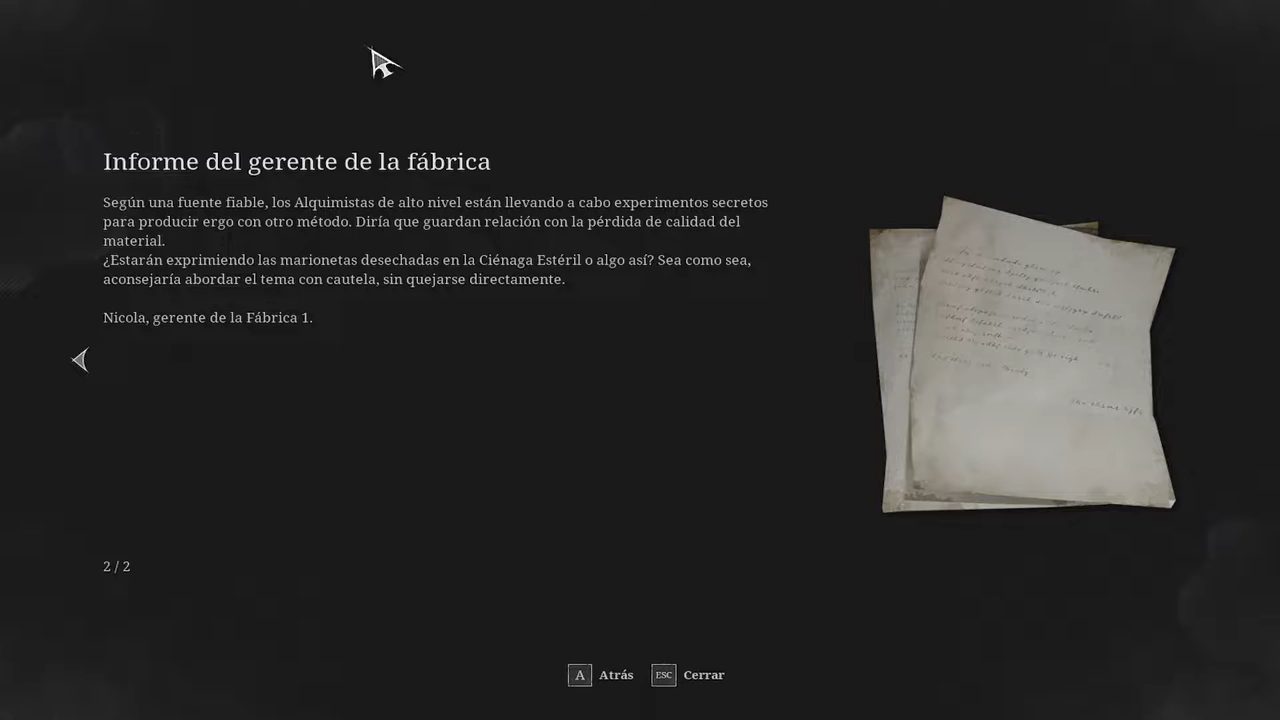 Informe del gerente de la fábrica
Según una fuente fiable, los Alquimistas de alto nivel están llevando a cabo experimentos secretos
para producir ergo con otro método. Diría que guardan relación con la pérdida de calidad del
material.
¿Estarán exprimiendo las marionetas desechadas en la Ciénaga Estéril o algo así? Sea como sea,
aconsejaría abordar el tema con cautela, sin quejarse directamente.
Nicola, gerente de la Fábrica 1.
2 / 2
A Atrás ESC Cerrar